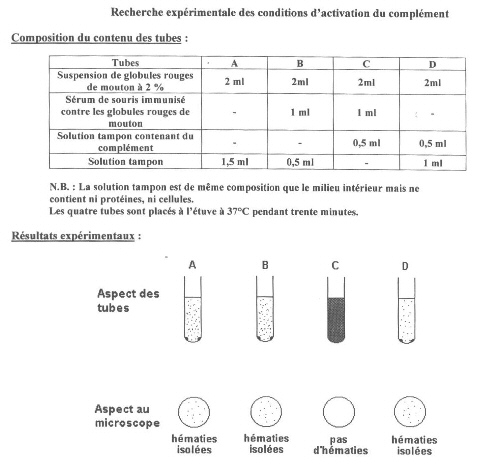 Recherche expérimentale des conditions d'activation du complément
Composition du contenu des tubes :
Tubes A B C D
Suspension de globules rouges de mouton à 2 % 2 ml 2ml 2ml 2ml
Sérum de souris immunisé contre les globules rouges de mouton - 1 ml 1 ml -
Solution tampon contenant du complément - - 0,5 ml 0,5 ml
Solution tampon 1,5 ml 0,5 ml - 1 ml
N.B. : La solution tampon est de même composition que le milieu intérieur mais ne
contient ni protéines, ni cellules.
Les quatre tubes sont placés à l'étuve à 37°C pendant trente minutes.
Résultats expérimentaux :
A B C D
Aspect des
tubes
Aspect au
microscope
hématies
isolées
hématies
isolées
pas
d'hématies
hématies
isolées